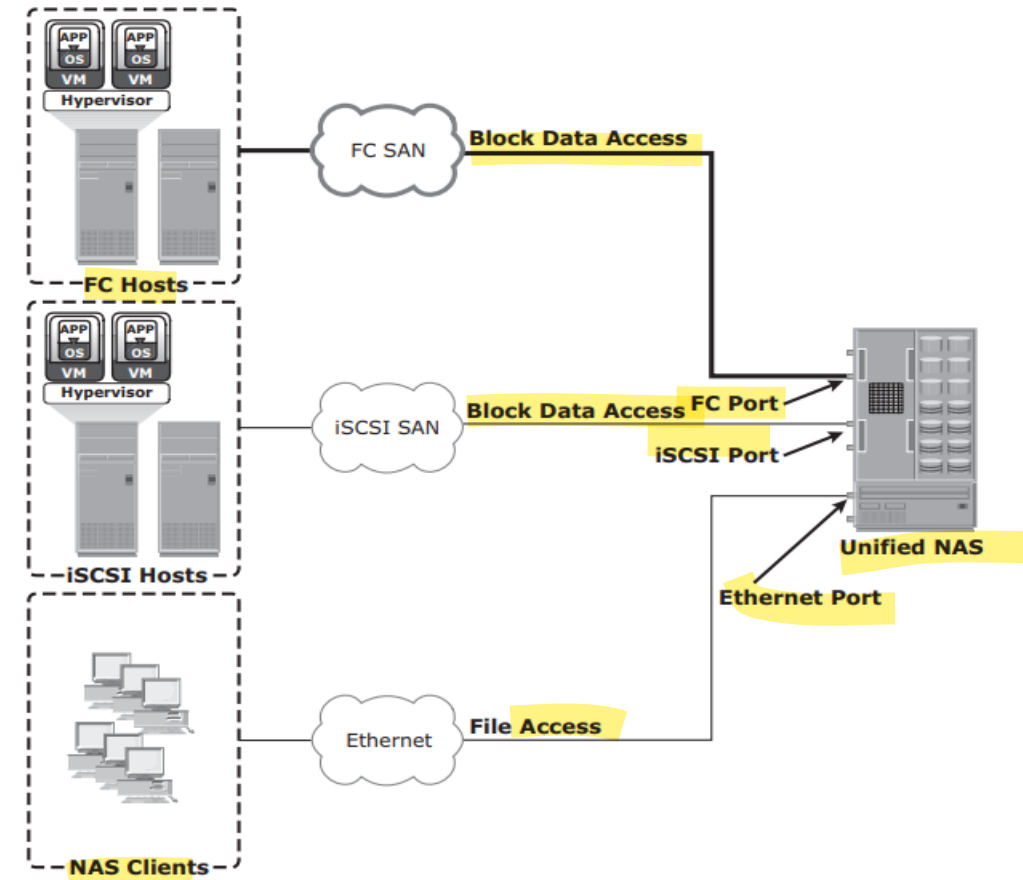 APP
OS
VM
APP
OS
VM
Hypervisor
FC Hosts
FC SAN
Block Data Access
APP
OS
VM
APP
OS
VM
Hypervisor
iSCSI Hosts
iSCSI SAN
Block Data Access
FC Port
iSCSI Port
Unified NAS
Ethernet Port
NAS Clients
Ethernet
File Access